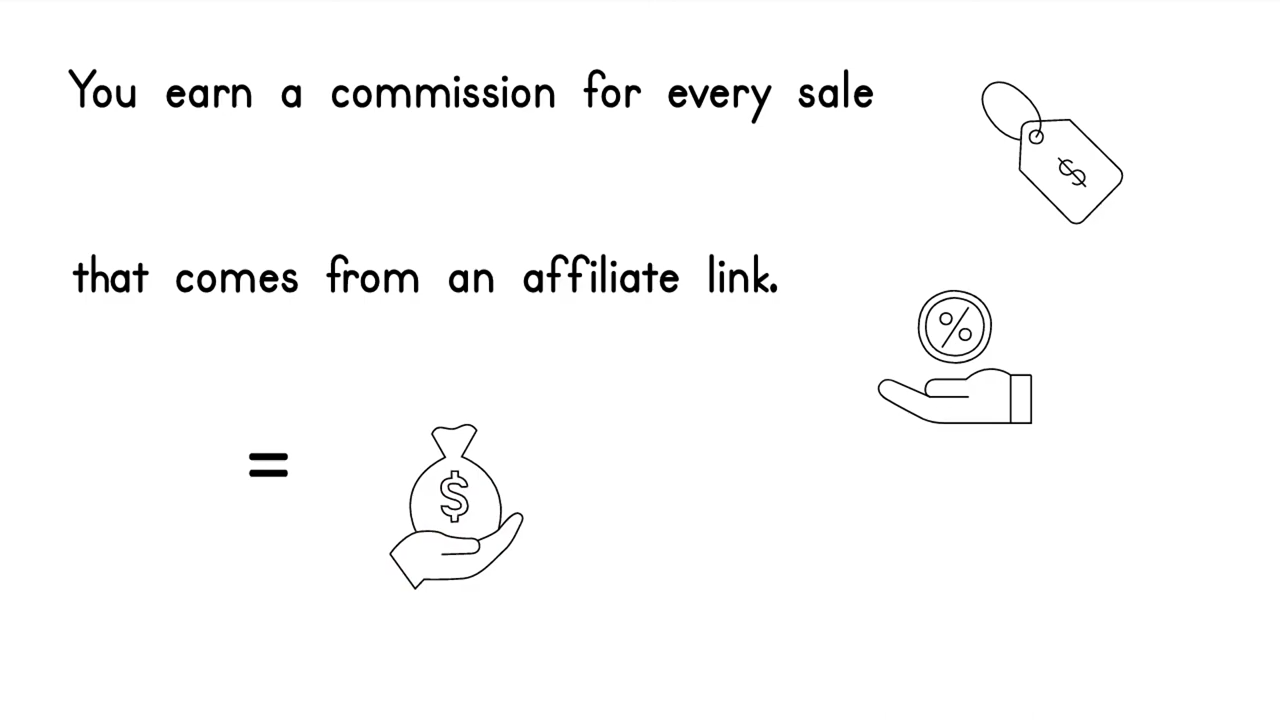 You earn a commission for every sale
$
that comes from an affiliate link.
%
=
$